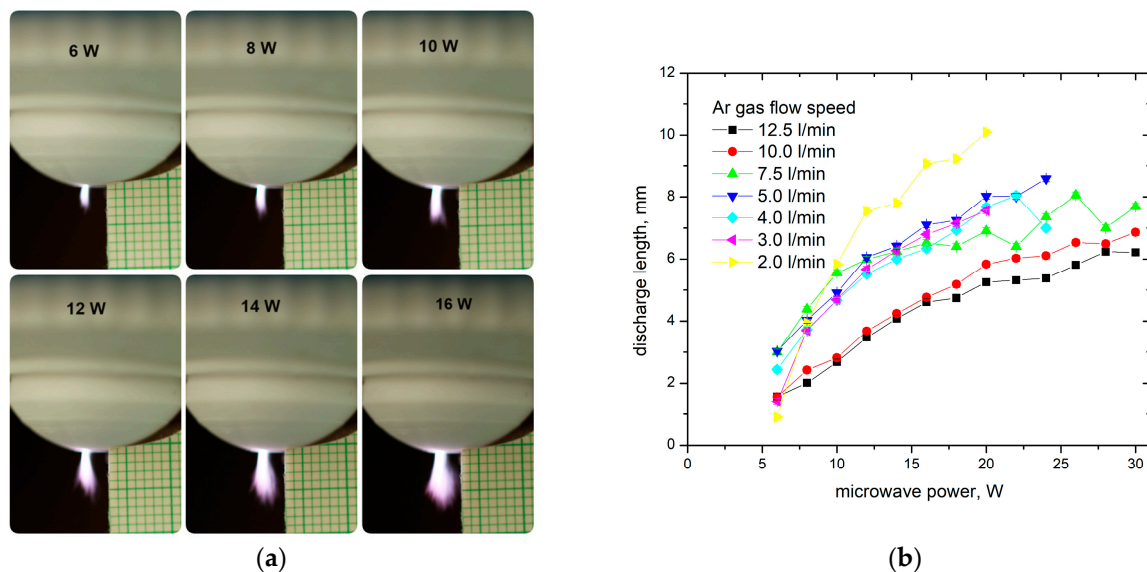 6 W
8 W
10 W
12 W
14 W
16 W
(a)
12
10
8
6
4
2
0
discharge length, mm
Ar gas flow speed
12.5 l/min
10.0 l/min
7.5 l/min
5.0 l/min
4.0 l/min
3.0 l/min
2.0 l/min
0 5 10 15 20 25 30
microwave power, W
(b)